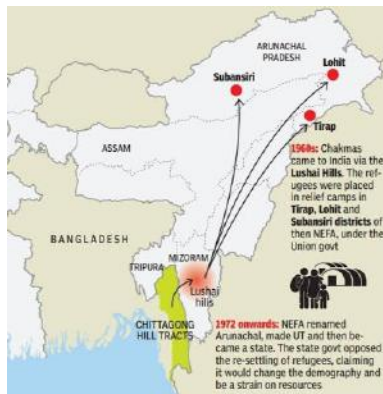 ARUNACHAL
PRADESH
Lohit
Subansiri
Tirap
ASSAM
1960s: Chakmas
came to India via the
Lushai Hills. The ref-
ugees were placed
in relief camps in
Tirap, Lohit and
Subansiri districts of
then NEFA, under the
Union govt
BANGLADESH
MIZORAM
TRIPURA
Lushai
hills
CHITTAGONG
HILL TRACTS
1972 onwards: NEFA renamed
Arunachal, made UT and then be-
came a state. The state govt opposed
the re-settling of refugees, claiming
it would change the demography and
be a strain on resources